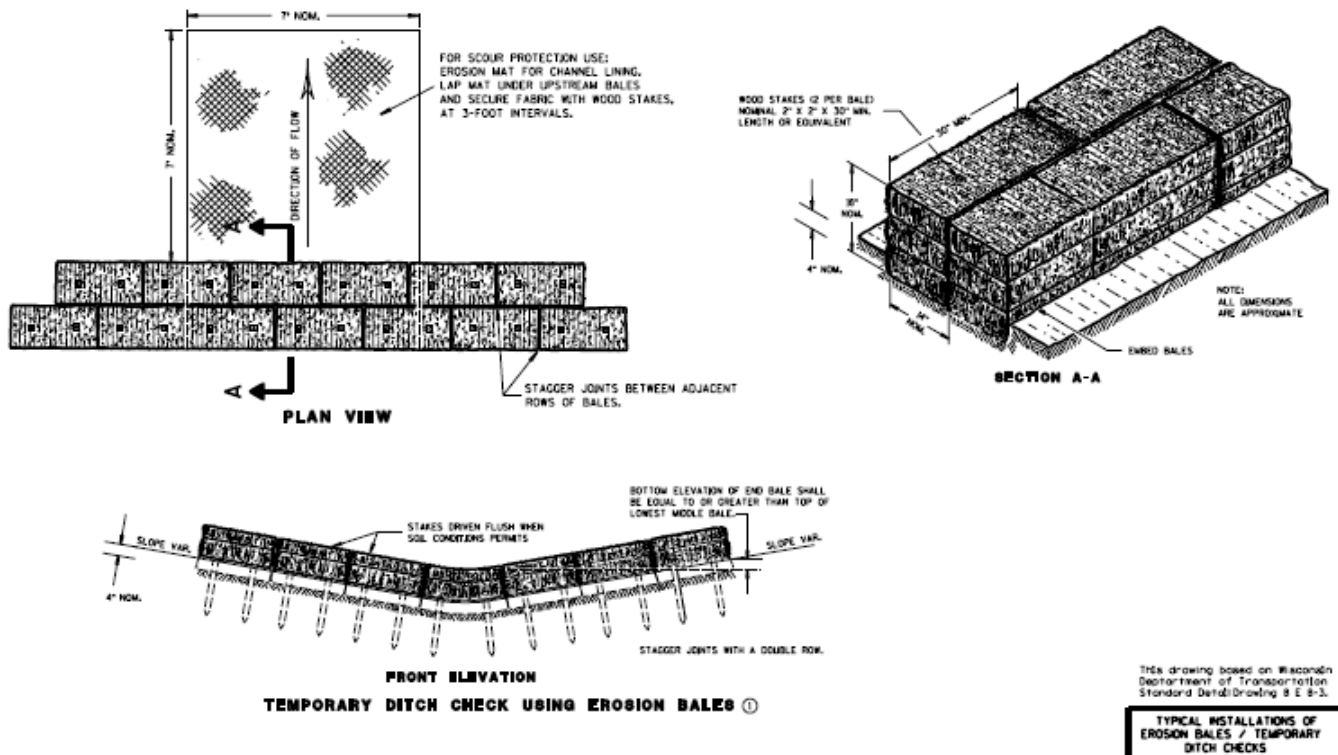 7' NOM.
7' NOM.
DIRECTION OF FLOW
FOR SCOUR PROTECTION USE:
EROSION MAT FOR CHANNEL LINING.
LAP MAT UNDER UPSTREAM BALES
AND SECURE FABRIC WITH WOOD STAKES,
AT 3-FOOT INTERVALS.
A
A
STAGGER JOINTS BETWEEN ADJACENT
ROWS OF BALES.
PLAN VIEW
WOOD STAKES (2 PER BALE)
NOMINAL 2" X 2" X 30" MIN.
LENGTH OR EQUIVALENT
30" MIN.
NOM.
4" NOM.
NOM.
NOTE:
ALL DIMENSIONS
ARE APPROXIMATE
EMBED BALES
SECTION A-A
BOTTOM ELEVATION OF END BALE SHALL
BE EQUAL TO OR GREATER THAN TOP OF
LOWEST MIDDLE BALE.
STAKES DRIVEN FLUSH WHEN
SOIL CONDITIONS PERMITS
SLOPE VAR.
SLOPE VAR.
4" NOM.
STAGGER JOINTS WITH A DOUBLE ROW.
FRONT ELEVATION
TEMPORARY DITCH CHECK USING EROSION BALES ①
This drawing based on Wisconsin
Department of Transportation
Standard Detail Drawing 8 E 8-3.
TYPICAL INSTALLATIONS OF
EROSION BALES / TEMPORARY
DITCH CHECKS